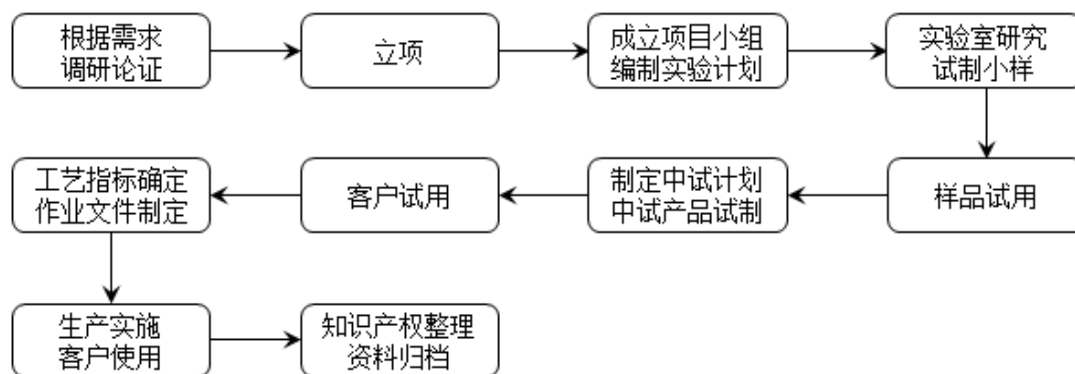 根据需求
调研论证
立项
成立项目小组
编制实验计划
实验室研究
试制小样
样品试用
制定中试计划
中试产品试制
客户试用
工艺指标确定
作业文件制定
生产实施
客户使用
知识产权整理
资料归档